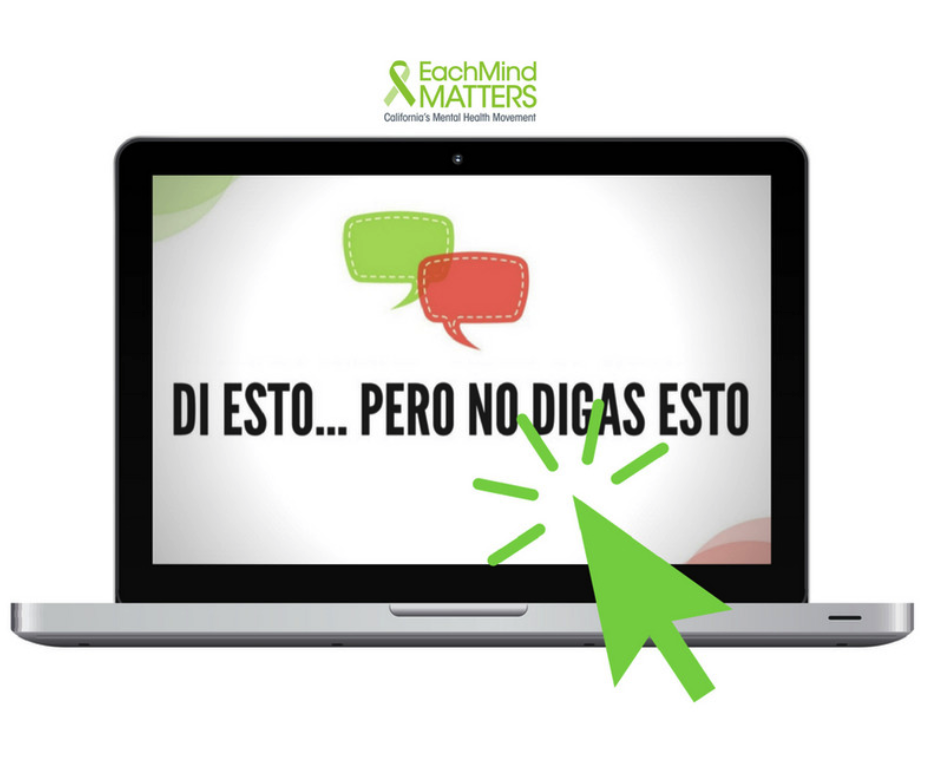 EachMind
MATTERS
California's Mental Health Movement
DI ESTO... PERO NO DIGAS ESTO